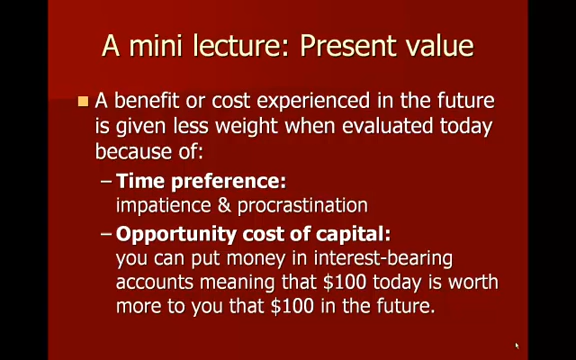 A mini lecture: Present value
A benefit or cost experienced in the future
is given less weight when evaluated today
because of:
– Time preference:
impatience & procrastination
– Opportunity cost of capital:
you can put money in interest-bearing
accounts meaning that $100 today is worth
more to you that $100 in the future.